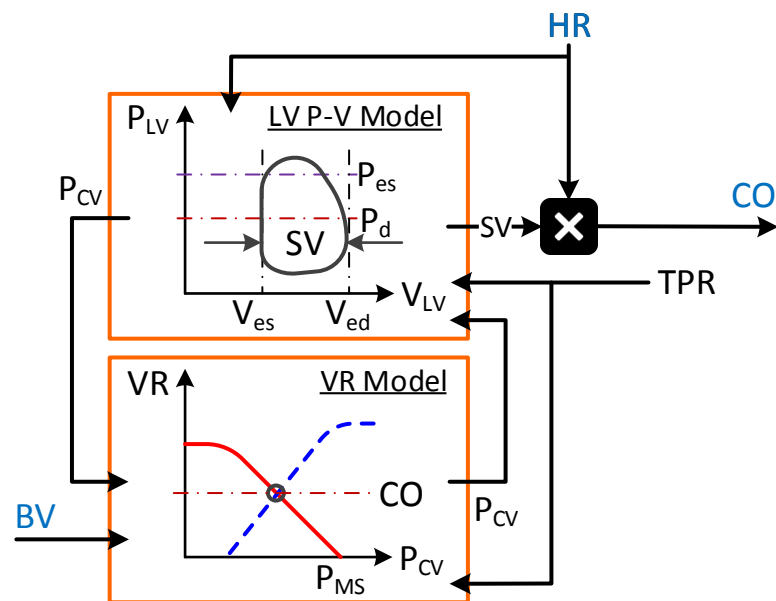 HR
LV P-V Model
P_LV
P_es
P_CV
P_d
CO
SV
SV
TPR
V_LV
V_es
V_ed
VR Model
VR
CO
P_CV
BV
P_MS
P_CV